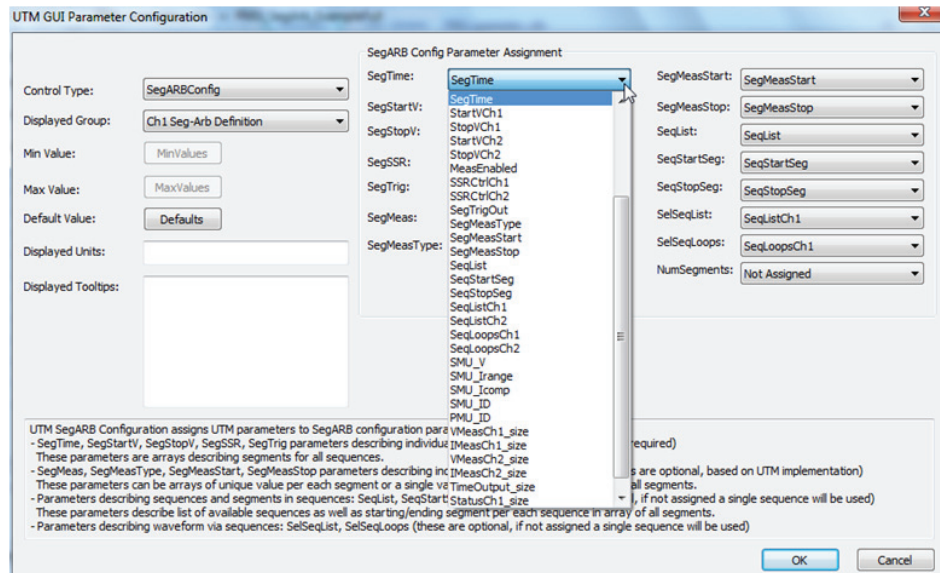 UTM GUI Parameter Configuration
SegARB Config Parameter Assignment
Control Type:
SegARBConfig
Displayed Group:
Ch1 Seg-Arb Definition
Min Value:
MinValues
Max Value:
MaxValues
Default Value:
Defaults
Displayed Units:
Displayed Tooltips:
SegTime:
SegTime
SegStartV:
SegStopV:
SegSSR:
SegTrig:
SegMeas:
SegMeasType:
SegTime
StartVCh1
StopVCh1
StartVCh2
StopVCh2
MeasEnabled
SSRCtrlCh1
SSRCtrlCh2
SegTrigOut
SegMeasType
SegMeasStart
SegMeasStop
SeqList
SeqStartSeg
SeqStopSeg
SeqListCh1
SeqListCh2
SeqLoopsCh1
SeqLoopsCh2
SMU_V
SMU_Irange
SMU_Icomp
SMU_ID
PMU_ID
VMeasCh1_size
IMeasCh1_size
VMeasCh2_size
IMeasCh2_size
TimeOutput_size
StatusCh1_size
SegMeasStart:
SegMeasStart
SegMeasStop:
SegMeasStop
SeqList:
SeqList
SeqStartSeg:
SeqStartSeg
SeqStopSeg:
SeqStopSeg
SelSeqList:
SeqListCh1
SelSeqLoops:
SeqLoopsCh1
NumSegments:
Not Assigned
UTM SegARB Configuration assigns UTM parameters to SegARB configuration para
- SegTime, SegStartV, SegStopV, SegSSR, SegTrig parameters describing individua required)
These parameters are arrays describing segments for all sequences.
- SegMeas, SegMeasType, SegMeasStart, SegMeasStop parameters describing inc s are optional, based on UTM implementation)
These parameters can be arrays of unique value per each segment or a single va all segments.
- Parameters describing sequences and segments in sequences: SeqList, SeqStart , if not assigned a single sequence will be used)
These parameters describe list of available sequences as well as starting/ending segment per each sequence in array of all segments.
- Parameters describing waveform via sequences: SelSeqList, SelSeqLoops (these are optional, if not assigned a single sequence will be used)
OK
Cancel